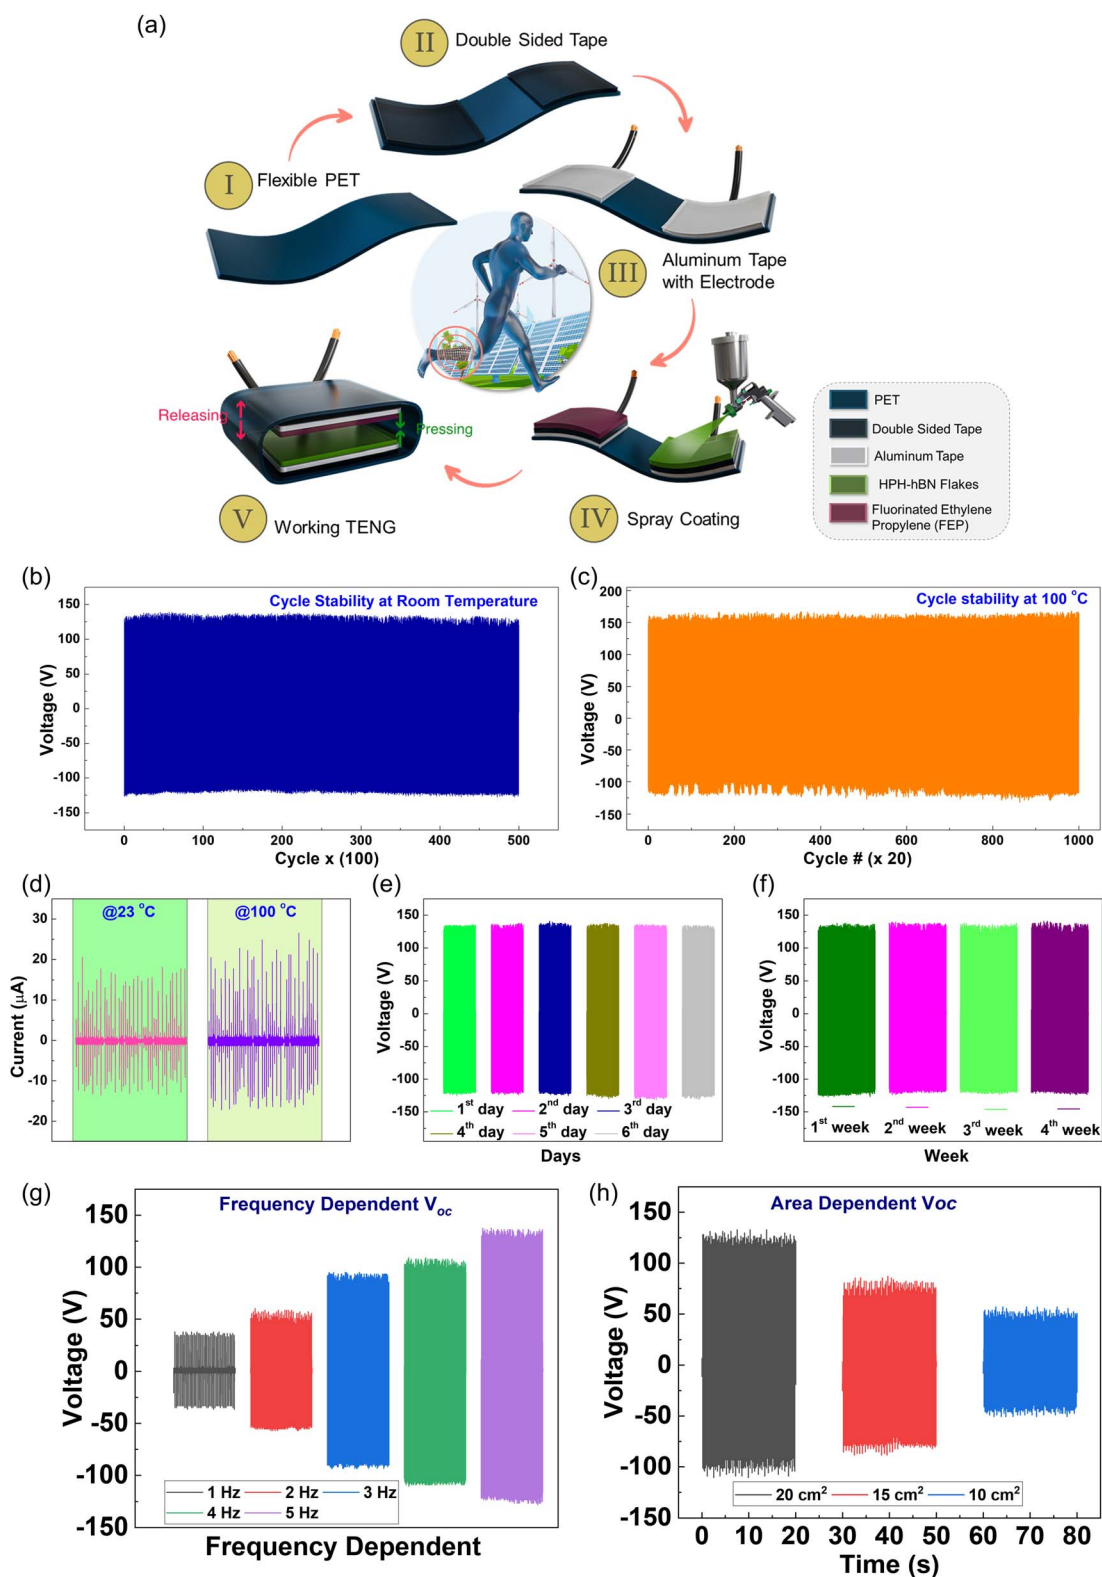 (a)
II
Double Sided Tape
I
Flexible PET
III
Aluminum Tape
with Electrode
Releasing
Pressing
V
Working TENG
IV
Spray Coating
PET
Double Sided Tape
Aluminum Tape
HPH-hBN Flakes
Fluorinated Ethylene
Propylene (FEP)
(b)
Cycle Stability at Room Temperature
Voltage (V)
150
100
50
0
-50
-100
-150
0 100 200 300 400 500
Cycle x (100)
(c)
Cycle stability at 100 °C
Voltage (V)
200
150
100
50
0
-50
-100
-150
0 200 400 600 800 1000
Cycle # (x 20)
(d)
@23 °C @100 °C
Current (μA)
30
20
10
0
-10
-20
(e)
Voltage (V)
150
100
50
0
-50
-100
-150
1st day 2nd day 3rd day
4th day 5th day 6th day
Days
(f)
Voltage (V)
150
100
50
0
-50
-100
-150
1st week 2nd week 3rd week 4th week
Week
(g)
Frequency Dependent Voc
Voltage (V)
150
100
50
0
-50
-100
-150
1 Hz 2 Hz 3 Hz
4 Hz 5 Hz
Frequency Dependent
(h)
Area Dependent Voc
Voltage (V)
150
100
50
0
-50
-100
-150
20 cm² 15 cm² 10 cm²
0 10 20 30 40 50 60 70 80
Time (s)